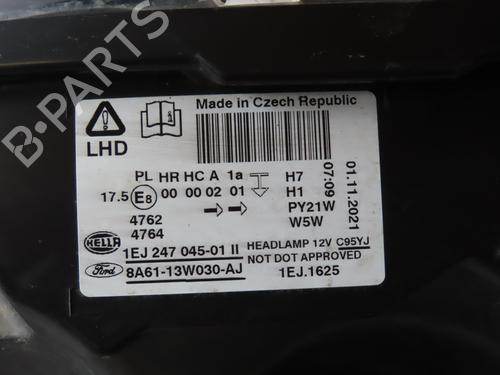 B-PARTS
Made in Czech Republic
LHD
PL HR HC A 1a
17.5 E8 00 00 02 01
4762
4764
H7
H1
PY21W
W5W
07:09
01.11.2021
HELLA
1EJ 247 045-01 II
HEADLAMP 12V C95YJ
NOT DOT APPROVED
Ford
8A61-13W030-AJ
1EJ.1625